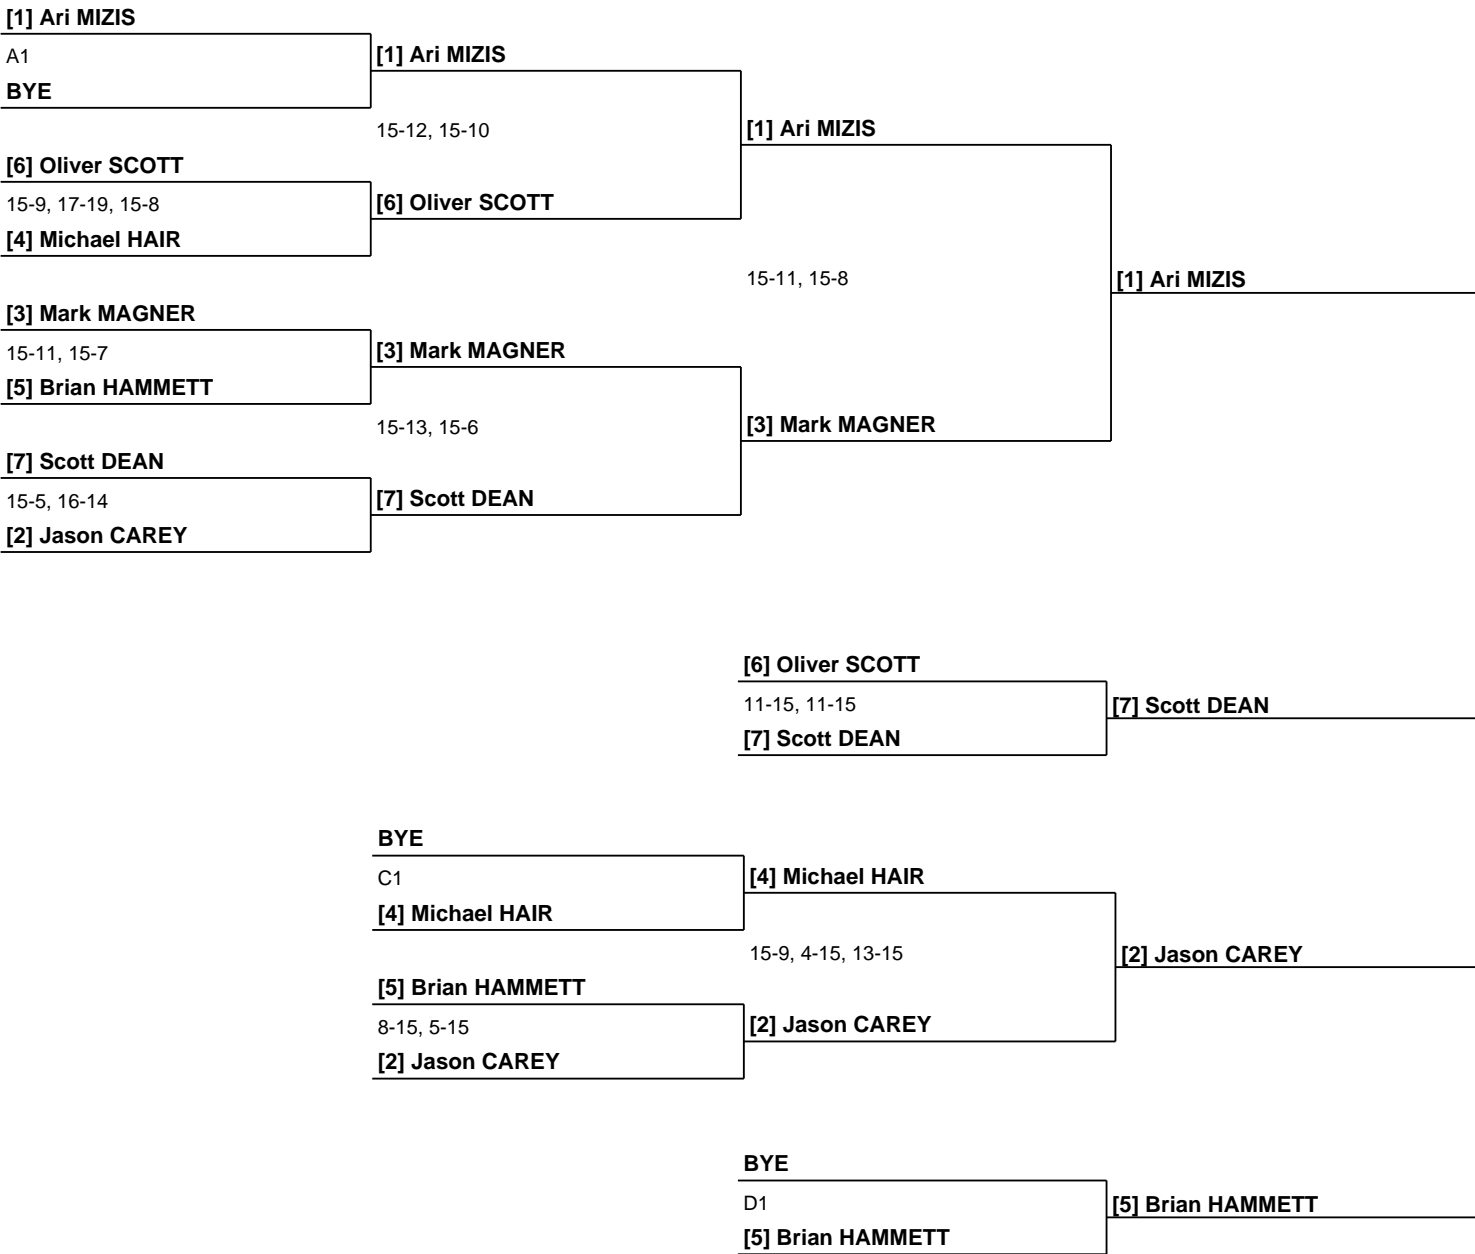 [1] Ari MIZIS
A1
BYE
[1] Ari MIZIS
15-12, 15-10
[6] Oliver SCOTT
15-9, 17-19, 15-8
[4] Michael HAIR
[6] Oliver SCOTT
[1] Ari MIZIS
15-11, 15-8
[1] Ari MIZIS
[3] Mark MAGNER
15-11, 15-7
[5] Brian HAMMETT
[3] Mark MAGNER
15-13, 15-6
[3] Mark MAGNER
[7] Scott DEAN
15-5, 16-14
[2] Jason CAREY
[7] Scott DEAN
[6] Oliver SCOTT
11-15, 11-15
[7] Scott DEAN
[7] Scott DEAN
BYE
C1
[4] Michael HAIR
[4] Michael HAIR
15-9, 4-15, 13-15
[2] Jason CAREY
[5] Brian HAMMETT
8-15, 5-15
[2] Jason CAREY
[2] Jason CAREY
BYE
D1
[5] Brian HAMMETT
[5] Brian HAMMETT